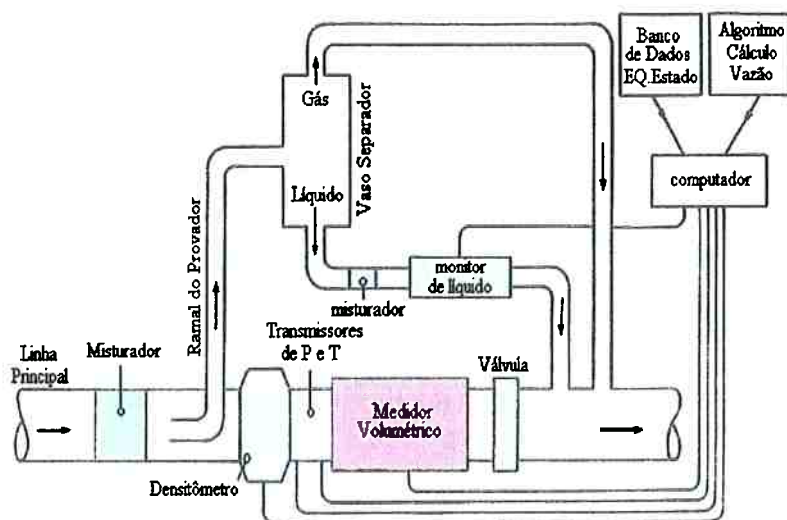 Banco
de Dados
EQ.Estado
Algoritmo
Cálculo
Vazão
Gás
Vaso Separador
Líquido
computador
Ramal do Provador
monitor
de líquido
misturador
Transmissores
de P e T
Linha
Principal
Misturador
Válvula
Medidor
Volumétrico
Densitômetro